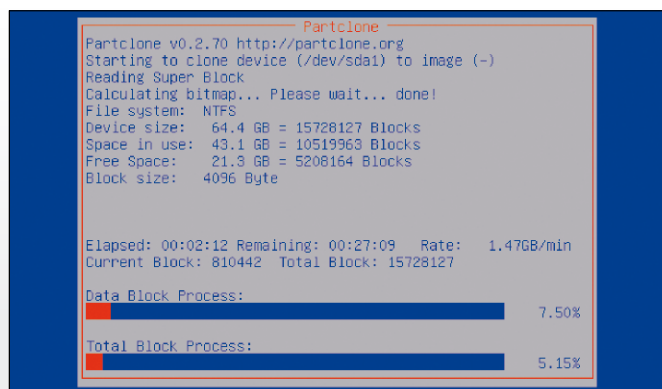 Partclone
Partclone v0.2.70 http://partclone.org
Starting to clone device (/dev/sda1) to image (-)
Reading Super Block
Calculating bitmap... Please wait... done!
File system:  NTFS
Device size:   64.4 GB = 15728127 Blocks
Space in use:  43.1 GB = 10519963 Blocks
Free Space:    21.3 GB = 5208164 Blocks
Block size:   4096 Byte
Elapsed: 00:02:12 Remaining: 00:27:09   Rate:   1.47GB/min
Current Block: 810442  Total Block: 15728127
Data Block Process:
7.50%
Total Block Process:
5.15%